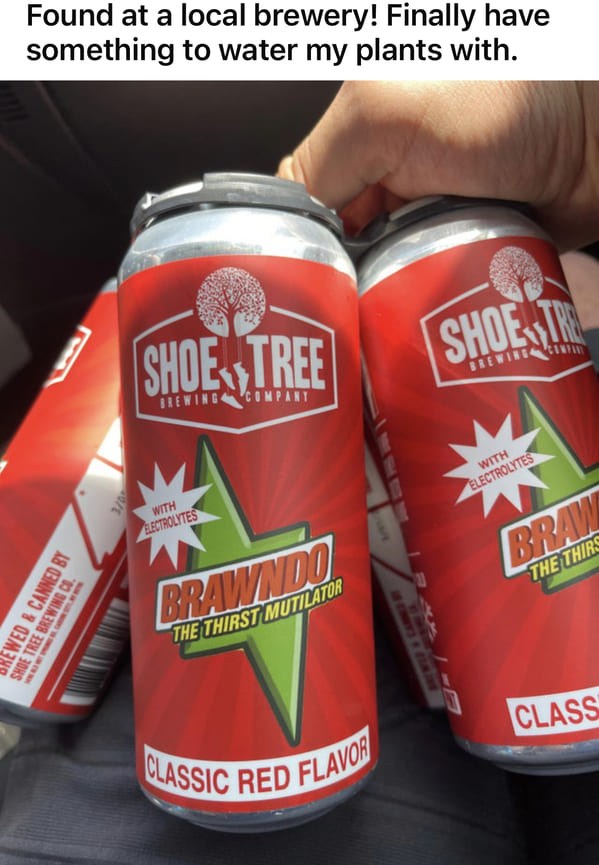 Found at a local brewery! Finally have
something to water my plants with.
SHOE TREE
BREWING COMPANY
WITH
ELECTROLYTES
BRAWNDO
THE THIRST MUTILATOR
CLASSIC RED FLAVOR
SHOE TRE
BREWING COMPANY
WITH
ELECTROLYTES
BRAW
THE THIRS
CLASS
BREWED & CANNED BY
SHOE TREE BREWING CO.